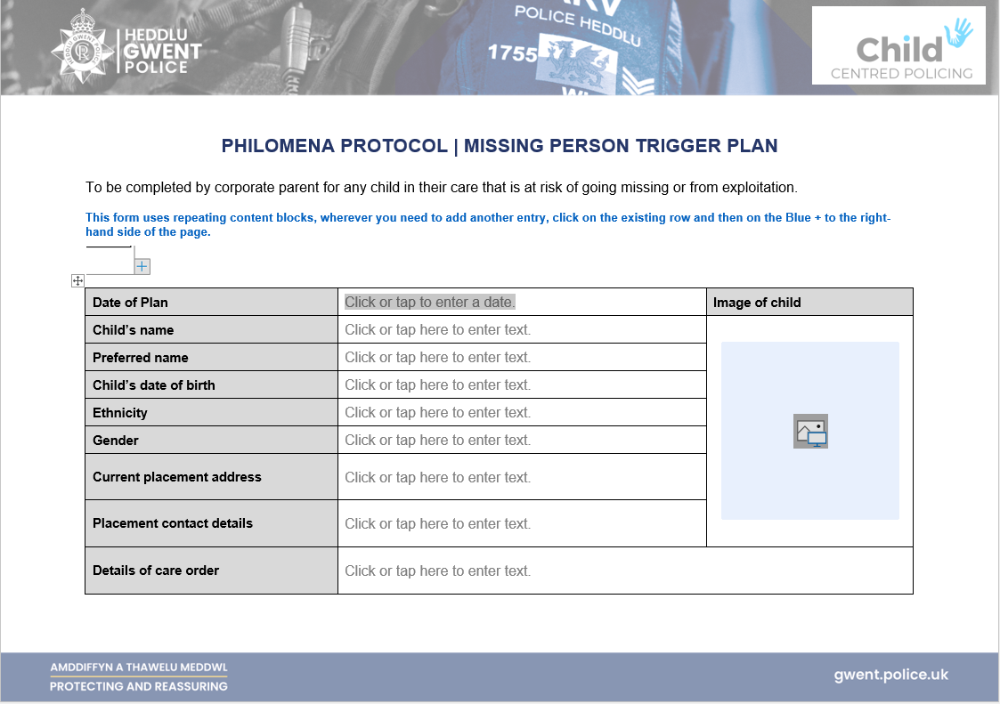 HEDDLU
GWENT
POLICE
POLICE HEDDLU
1755
Child
CENTRED POLICING
PHILOMENA PROTOCOL | MISSING PERSON TRIGGER PLAN
To be completed by corporate parent for any child in their care that is at risk of going missing or from exploitation.
This form uses repeating content blocks, wherever you need to add another entry, click on the existing row and then on the Blue + to the right-
hand side of the page.
Date of Plan
Click or tap to enter a date.
Image of child
Child’s name
Click or tap here to enter text.
Preferred name
Click or tap here to enter text.
Child’s date of birth
Click or tap here to enter text.
Ethnicity
Click or tap here to enter text.
Gender
Click or tap here to enter text.
Current placement address
Click or tap here to enter text.
Placement contact details
Click or tap here to enter text.
Details of care order
Click or tap here to enter text.
AMDDIFFYN A THAWELU MEDDWL
PROTECTING AND REASSURING
gwent.police.uk